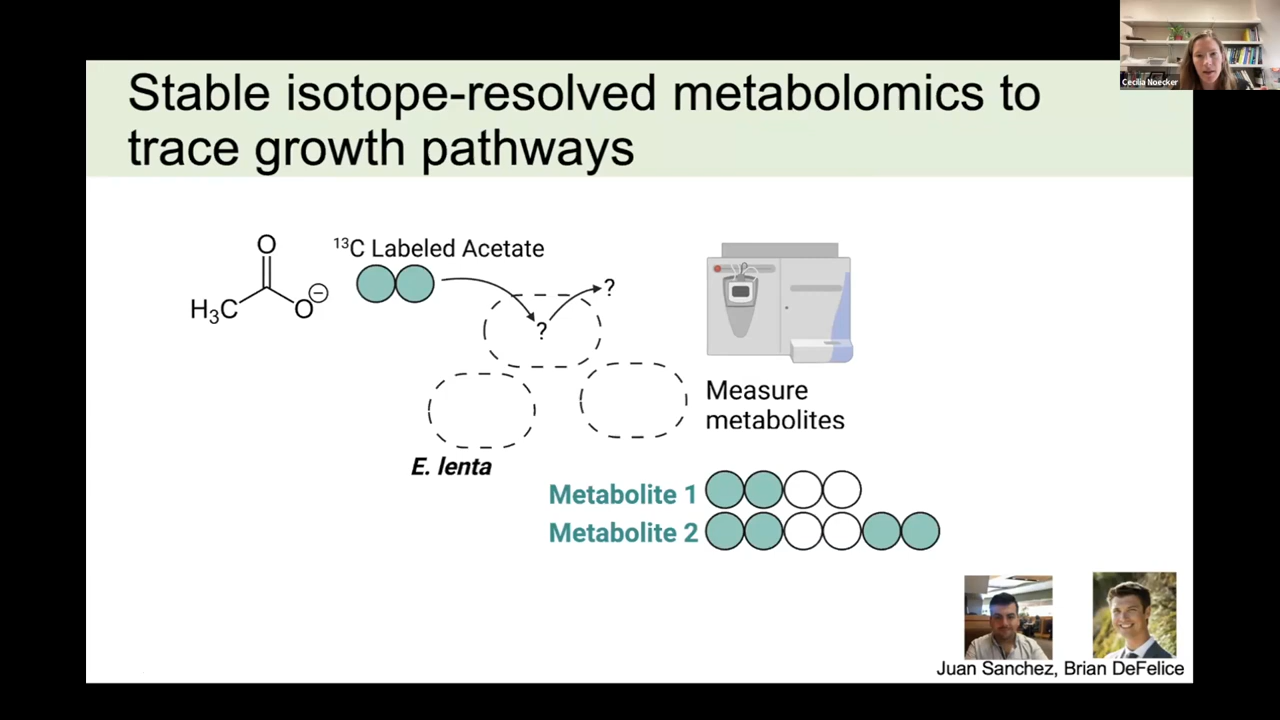 Cecilia Noecker
Stable isotope-resolved metabolomics to
trace growth pathways
O
H₃C
O⊖
¹³C Labeled Acetate
?
?
Measure
metabolites
E. lenta
Metabolite 1
Metabolite 2
Juan Sanchez, Brian DeFelice